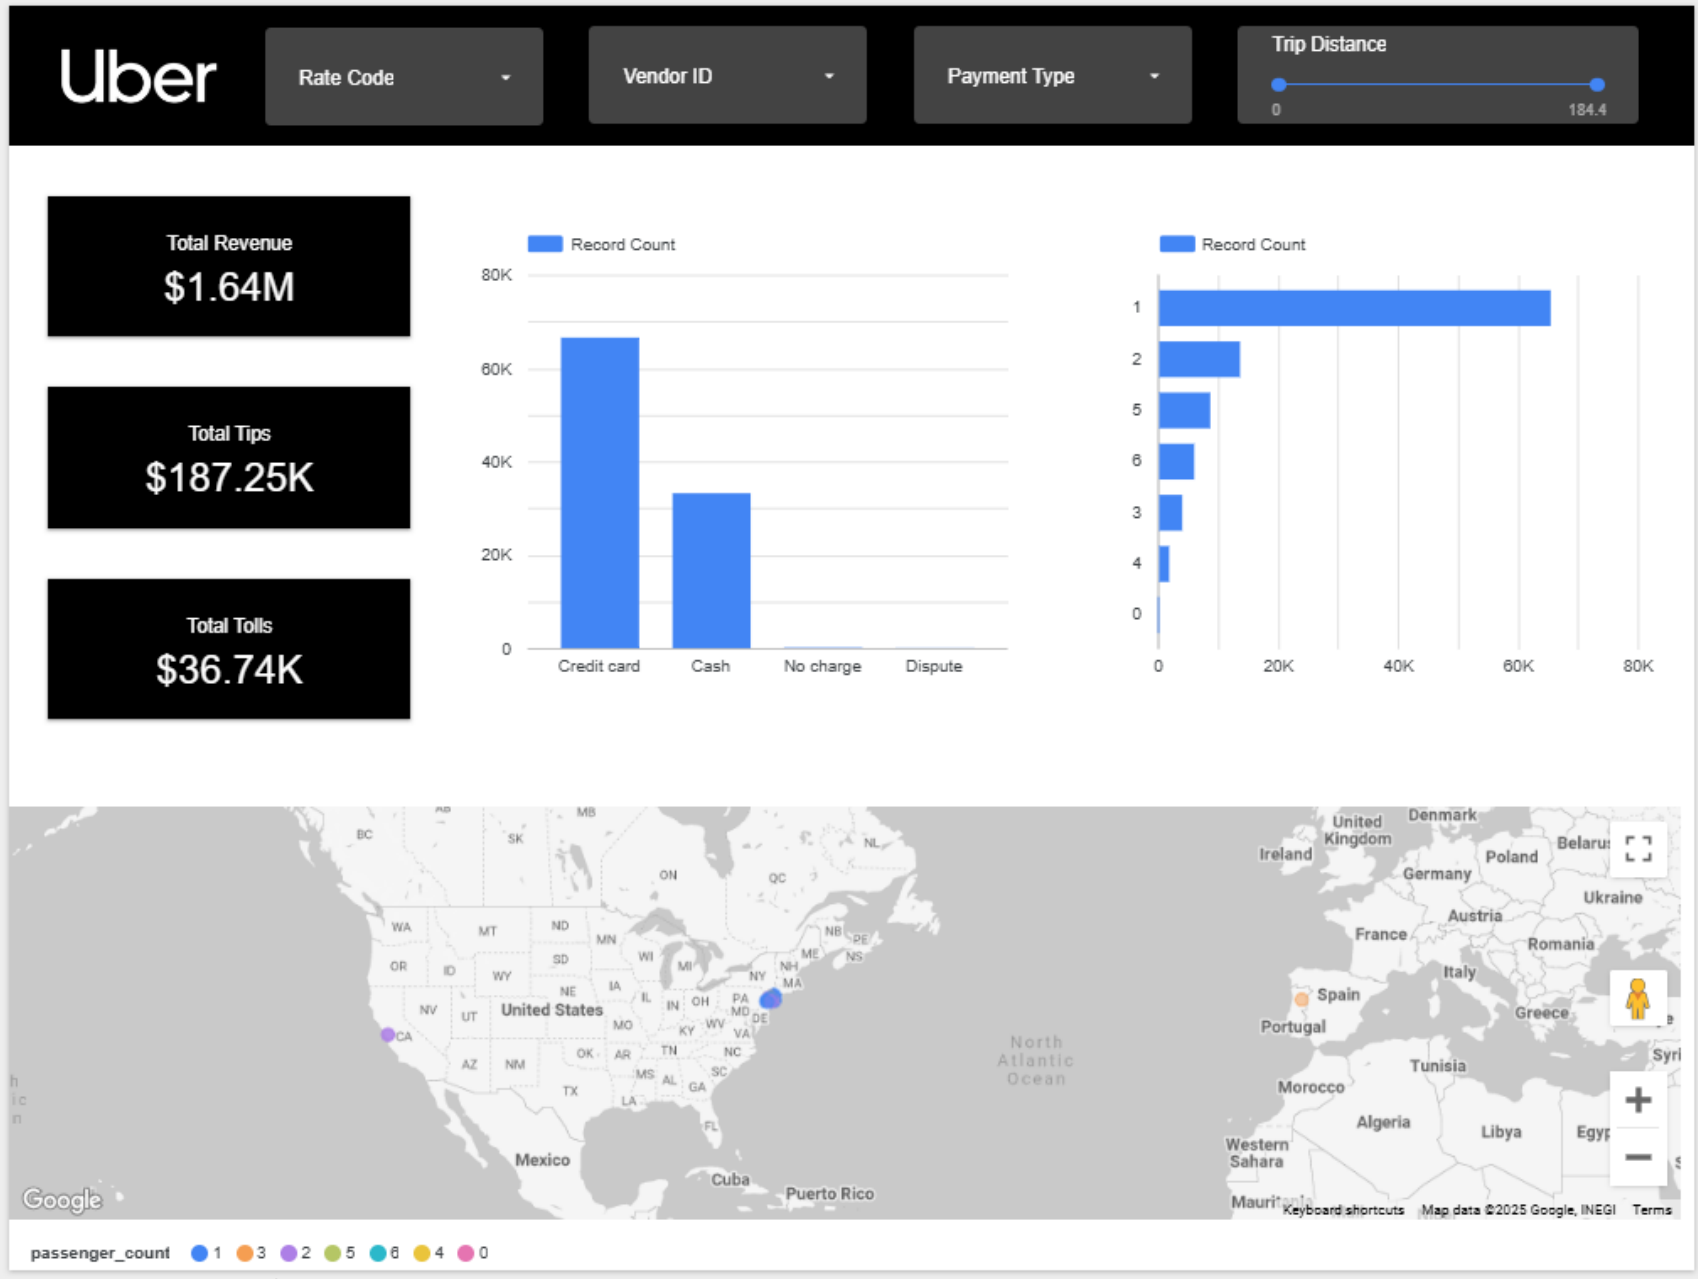 Uber
Rate Code
Vendor ID
Payment Type
Trip Distance
0
184.4
Total Revenue
$1.64M
Total Tips
$187.25K
Total Tolls
$36.74K
Record Count
80K
60K
40K
20K
0
Credit card
Cash
No charge
Dispute
Record Count
1
2
5
6
3
4
0
0
20K
40K
60K
80K
AB
MB
BC
SK
NL
ON
QC
WA
MT
ND
MN
NB
PE
OR
ID
WY
SD
WI
MI
ME
NS
NH
NY
MA
NV
UT
NE
IA
IL
IN
OH
PA
MD
DE
United States
CA
MO
KY
WV
VA
AZ
NM
OK
AR
TN
NC
MS
AL
GA
SC
TX
LA
FL
Mexico
Cuba
Puerto Rico
North
Atlantic
Ocean
United
Kingdom
Denmark
Ireland
Poland
Belarus
Germany
Ukraine
Austria
France
Romania
Italy
Spain
Portugal
Greece
Syri
Tunisia
Morocco
Algeria
Libya
Egyp
Western
Sahara
Mauritania
h
ic
n
Google
Keyboard shortcuts
Map data ©2025 Google, INEGI
Terms
passenger_count 1 3 2 5 6 4 0